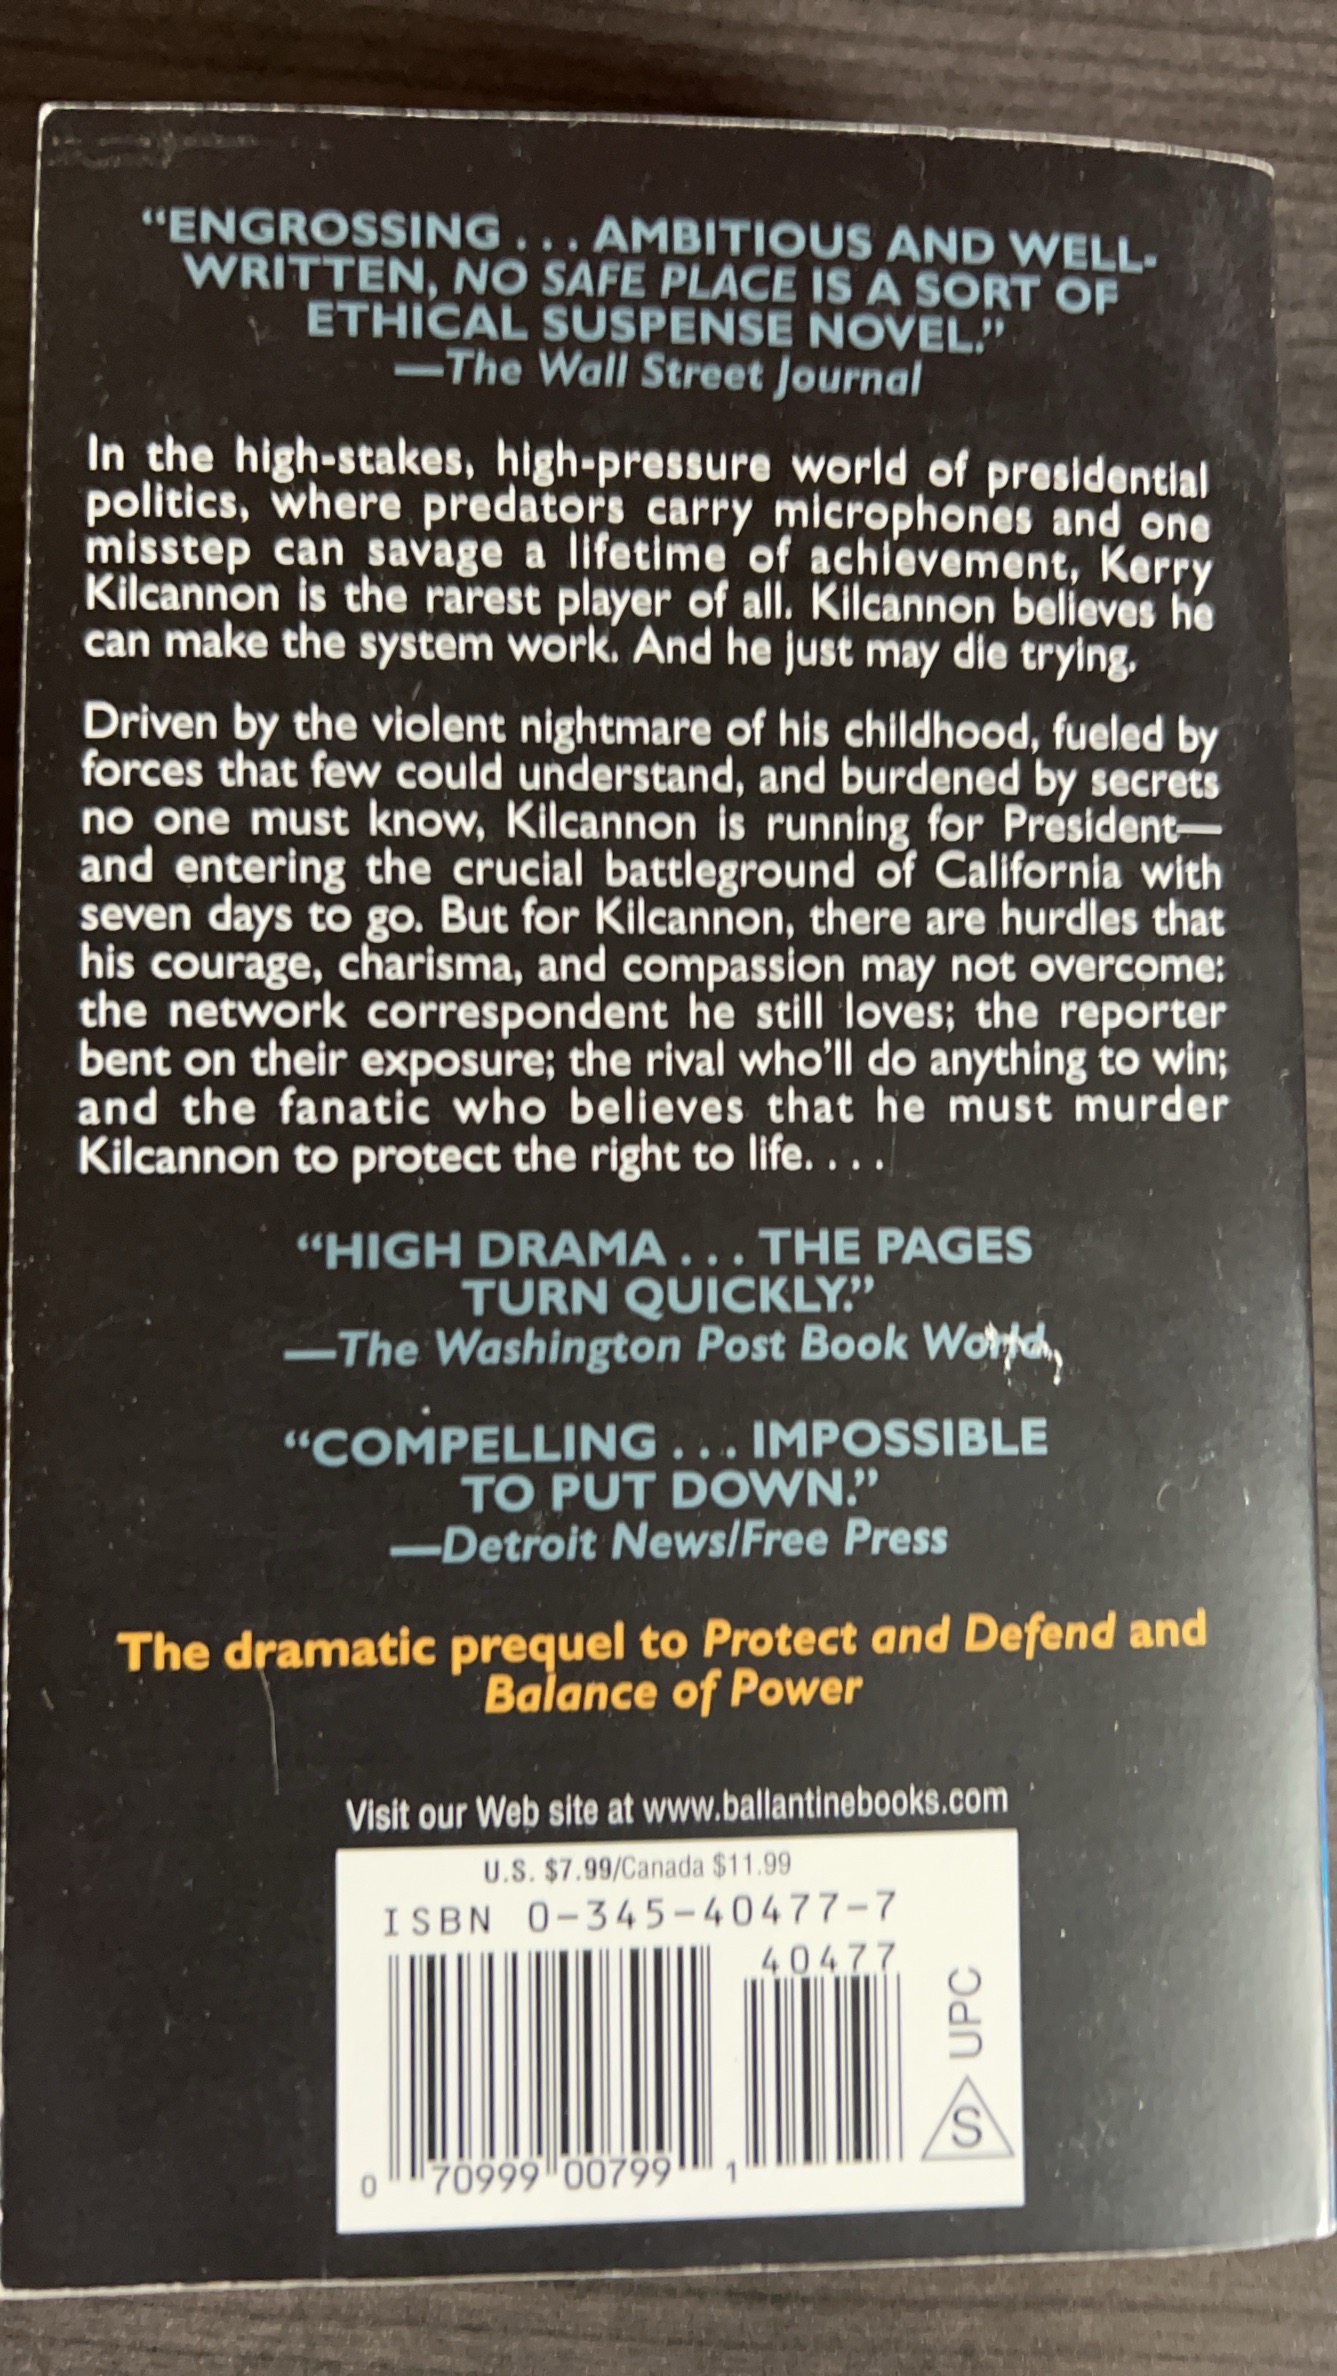 “ENGROSSING . . . AMBITIOUS AND WELL-
WRITTEN, NO SAFE PLACE IS A SORT OF
ETHICAL SUSPENSE NOVEL.”
—The Wall Street Journal
In the high-stakes, high-pressure world of presidential
politics, where predators carry microphones and one
misstep can savage a lifetime of achievement, Kerry
Kilcannon is the rarest player of all. Kilcannon believes he
can make the system work. And he just may die trying.
Driven by the violent nightmare of his childhood, fueled by
forces that few could understand, and burdened by secrets
no one must know, Kilcannon is running for President—
and entering the crucial battleground of California with
seven days to go. But for Kilcannon, there are hurdles that
his courage, charisma, and compassion may not overcome:
the network correspondent he still loves; the reporter
bent on their exposure; the rival who’ll do anything to win;
and the fanatic who believes that he must murder
Kilcannon to protect the right to life. . . .
“HIGH DRAMA . . . THE PAGES
TURN QUICKLY.”
—The Washington Post Book World
“COMPELLING . . . IMPOSSIBLE
TO PUT DOWN.”
—Detroit News/Free Press
The dramatic prequel to Protect and Defend and
Balance of Power
Visit our Web site at www.ballantinebooks.com
U.S. $7.99/Canada $11.99
ISBN 0-345-40477-7
40477
0 70999 00799 1
UPC
S